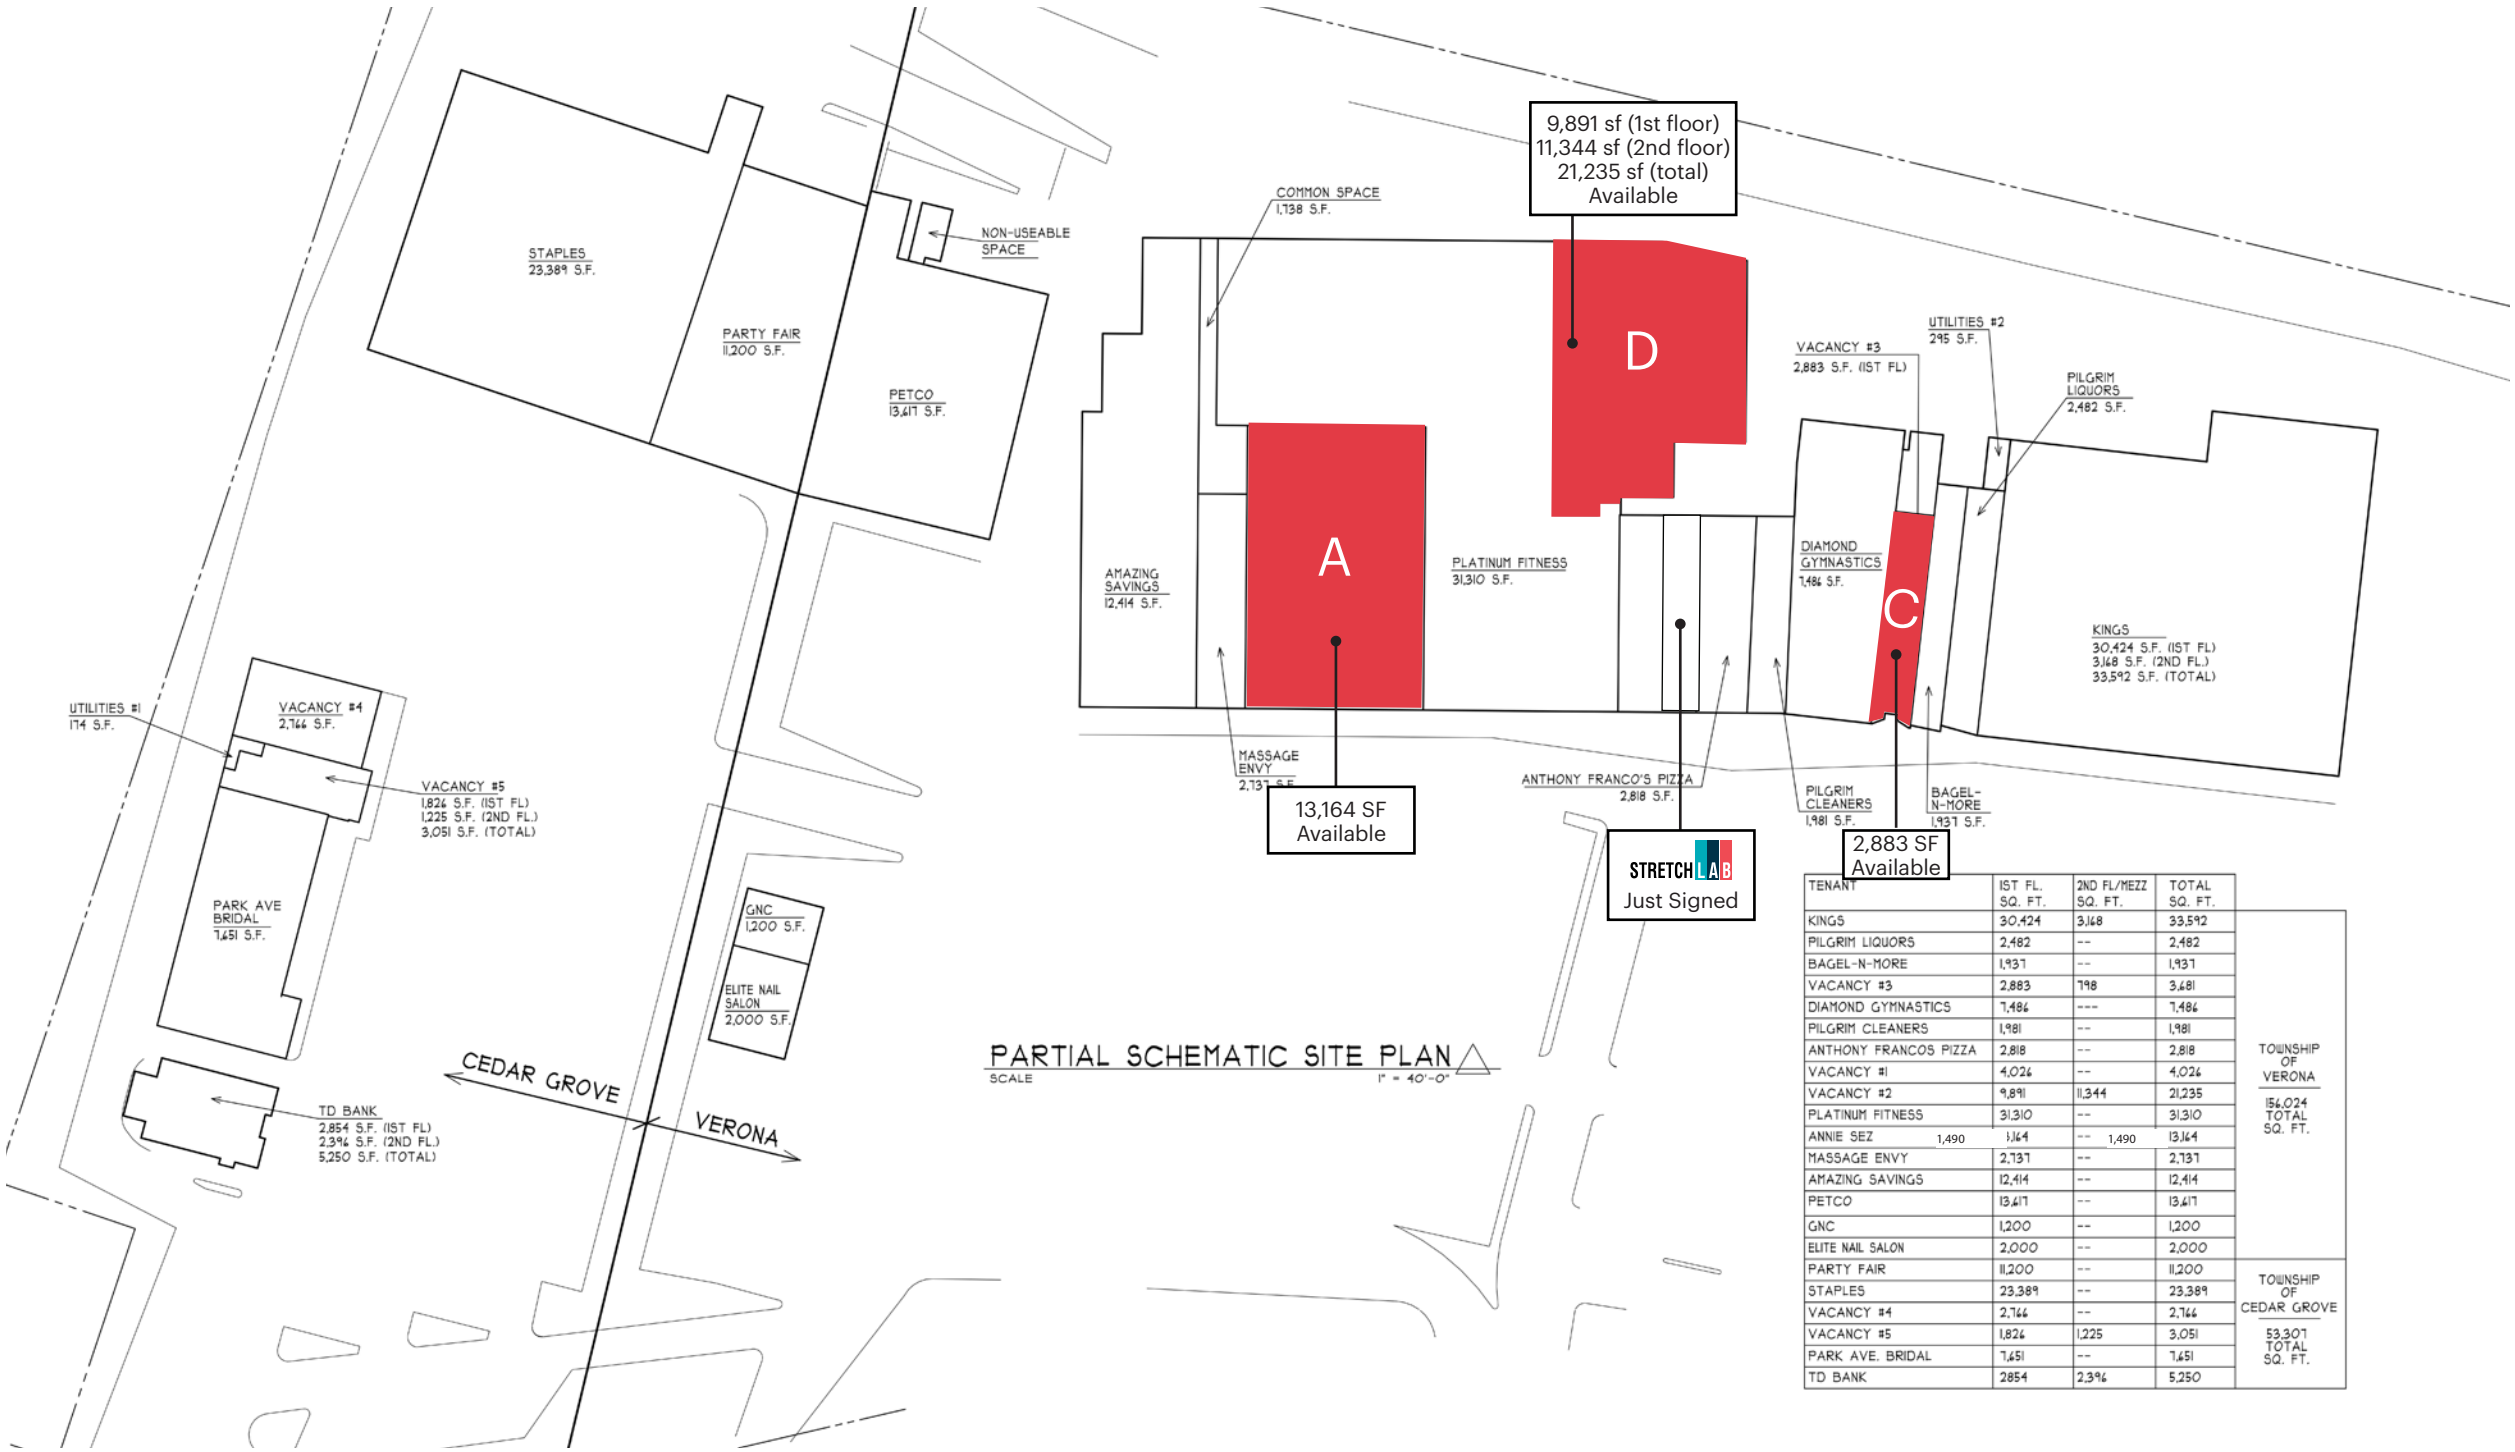 9,891 sf (1st floor)
11,344 sf (2nd floor)
21,235 sf (total)
Available
COMMON SPACE
1,738 S.F.
NON-USEABLE
SPACE
STAPLES
23,389 S.F.
PARTY FAIR
11,200 S.F.
PETCO
13,617 S.F.
D
UTILITIES #2
295 S.F.
VACANCY #3
2,883 S.F. (1ST FL)
PILGRIM
LIQUORS
2,482 S.F.
A
AMAZING
SAVINGS
12,414 S.F.
PLATINUM FITNESS
31,310 S.F.
DIAMOND
GYMNASTICS
7,486 S.F.
C
KINGS
30,424 S.F. (1ST FL)
3,168 S.F. (2ND FL.)
33,592 S.F. (TOTAL)
UTILITIES #1
174 S.F.
VACANCY #4
2,766 S.F.
VACANCY #5
1,826 S.F. (1ST FL)
1,225 S.F. (2ND FL.)
3,051 S.F. (TOTAL)
MASSAGE
ENVY
2,737 S.F.
13,164 SF
Available
ANTHONY FRANCO'S PIZZA
2,818 S.F.
PILGRIM
CLEANERS
1,981 S.F.
BAGEL-
N-MORE
1,937 S.F.
STRETCH LAB
Just Signed
2,883 SF
Available
PARK AVE
BRIDAL
7,651 S.F.
GNC
1,200 S.F.
ELITE NAIL
SALON
2,000 S.F.
CEDAR GROVE
VERONA
TD BANK
2,854 S.F. (1ST FL)
2,396 S.F. (2ND FL.)
5,250 S.F. (TOTAL)
PARTIAL SCHEMATIC SITE PLAN
SCALE 1" = 40'-0"
TENANT 1ST FL. SQ. FT. 2ND FL/MEZZ SQ. FT. TOTAL SQ. FT.
KINGS 30,424 3,168 33,592
PILGRIM LIQUORS 2,482 -- 2,482
BAGEL-N-MORE 1,937 -- 1,937
VACANCY #3 2,883 798 3,681
DIAMOND GYMNASTICS 7,486 --- 7,486
PILGRIM CLEANERS 1,981 -- 1,981
ANTHONY FRANCOS PIZZA 2,818 -- 2,818
VACANCY #1 4,026 -- 4,026
VACANCY #2 9,891 11,344 21,235
PLATINUM FITNESS 31,310 -- 31,310
ANNIE SEZ 1,490 3,164 -- 1,490 13,164
MASSAGE ENVY 2,737 -- 2,737
AMAZING SAVINGS 12,414 -- 12,414
PETCO 13,617 -- 13,617
GNC 1,200 -- 1,200
ELITE NAIL SALON 2,000 -- 2,000
PARTY FAIR 11,200 -- 11,200
STAPLES 23,389 -- 23,389
VACANCY #4 2,766 -- 2,766
VACANCY #5 1,826 1,225 3,051
PARK AVE. BRIDAL 7,651 -- 7,651
TD BANK 2854 2,396 5,250
TOWNSHIP
OF
VERONA
156,024
TOTAL
SQ. FT.
TOWNSHIP
OF
CEDAR GROVE
53,307
TOTAL
SQ. FT.